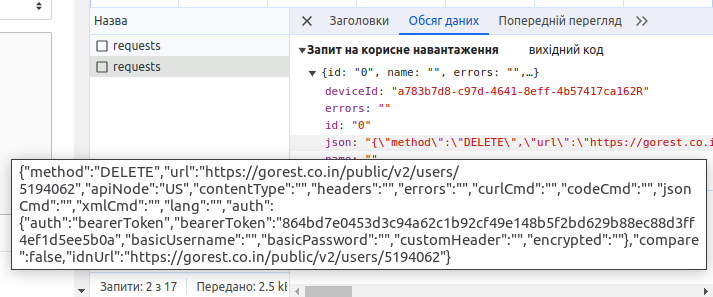 Назва
Заголовки
Обсяг даних
Попередній перегляд
requests
requests
Запит на корисне навантаження
вихідний код
{id: "0", name: "", errors: "",…}
deviceId: "a783b7d8-c97d-4641-8eff-4b57417ca162R"
errors: ""
id: "0"
json: "{\"method\":\"DELETE\",\"url\":\"https://gorest.co.i
{"method":"DELETE","url":"https://gorest.co.in/public/v2/users/
5194062","apiNode":"US","contentType":"","headers":"","errors":"","curlCmd":"","codeCmd":"","json
Cmd":"","xmlCmd":"","lang":"","auth":
{"auth":"bearerToken","bearerToken":"864bd7e0453d3c94a62c1b92cf49e148b5f2bd629b88ec88d3ff
4ef1d5ee5b0a","basicUsername":"","basicPassword":"","customHeader":"","encrypted":""},"compare
":false,"idnUrl":"https://gorest.co.in/public/v2/users/5194062"}
Запити: 2 з 17
Передано: 2.5 kE